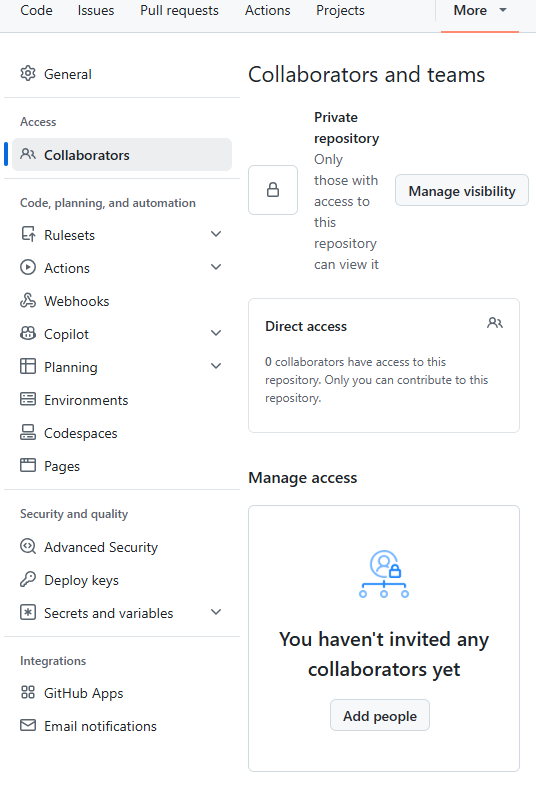 Code Issues Pull requests Actions Projects More
General
Access
Collaborators
Code, planning, and automation
Rulesets
Actions
Webhooks
Copilot
Planning
Environments
Codespaces
Pages
Security and quality
Advanced Security
Deploy keys
Secrets and variables
Integrations
GitHub Apps
Email notifications
Collaborators and teams
Private
repository
Only
those with
access to
this
repository
can view it
Manage visibility
Direct access
0 collaborators have access to this
repository. Only you can contribute to this
repository.
Manage access
You haven't invited any
collaborators yet
Add people